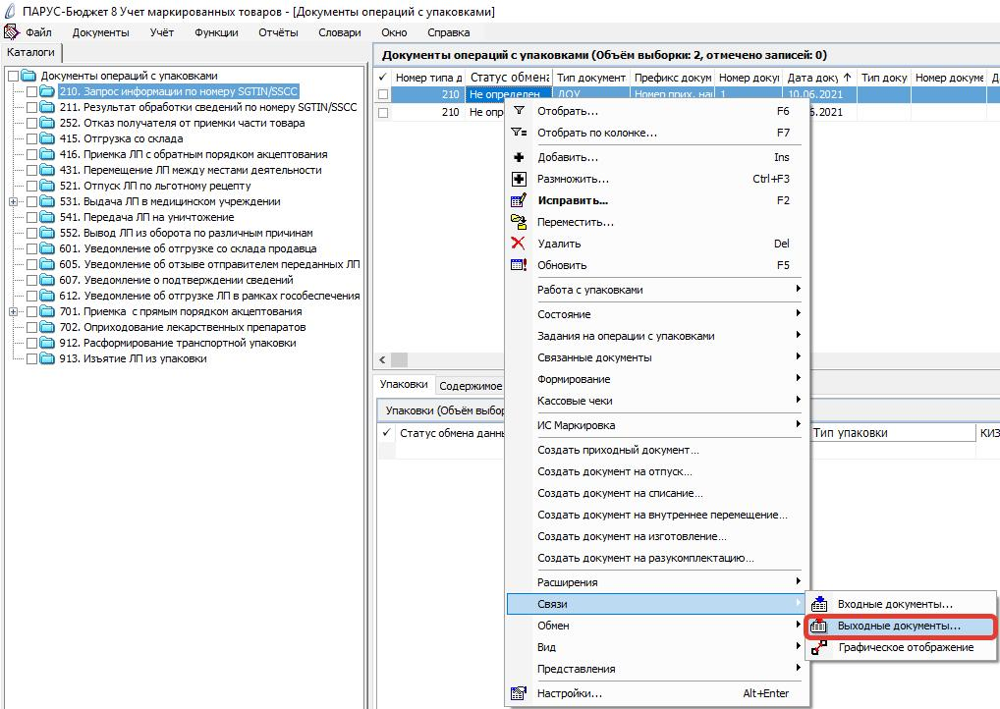 ПАРУС-Бюджет 8 Учет маркированных товаров - [Документы операций с упаковками]
Файл Документы Учёт Функции Отчёты Словари Окно Справка
Каталоги
Документы операций с упаковками
210. Запрос информации по номеру SGTIN/SSCC
211. Результат обработки сведений по номеру SGTIN/SSCC
252. Отказ получателя от приемки части товара
415. Отгрузка со склада
416. Приемка ЛП с обратным порядком акцептования
431. Перемещение ЛП между местами деятельности
521. Отпуск ЛП по льготному рецепту
531. Выдача ЛП в медицинском учреждении
541. Передача ЛП на уничтожение
552. Вывод ЛП из оборота по различным причинам
601. Уведомление об отгрузке со склада продавца
605. Уведомление об отзыве отправителем переданных ЛП
607. Уведомление о подтверждении сведений
612. Уведомление об отгрузке ЛП в рамках гособеспечения
701. Приемка с прямым порядком акцептования
702. Оприходование лекарственных препаратов
912. Расформирование транспортной упаковки
913. Изъятие ЛП из упаковки
Документы операций с упаковками (Объём выборки: 2, отмечено записей: 0)
Номер типа д Статус обмена Тип документ Префикс докум Номер докум Дата доку Тип доку Номер докуме Д
210 Не определен ДОУ Номер прих. нак 1 10.06.2021
210 Не опр .06.2021
Отобрать... F6
Отобрать по колонке... F7
Добавить... Ins
Размножить... Ctrl+F3
Исправить... F2
Переместить...
Удалить Del
Обновить F5
Работа с упаковками
Состояние
Задания на операции с упаковками
Связанные документы
Формирование
Кассовые чеки
ИС Маркировка
Создать приходный документ...
Создать документ на отпуск...
Создать документ на списание...
Создать документ на внутреннее перемещение...
Создать документ на изготовление...
Создать документ на разукомплектацию...
Расширения
Связи
Обмен
Вид
Представления
Настройки... Alt+Enter
Входные документы...
Выходные документы...
Графическое отображение
Упаковки Содержимое
Упаковки (Объём выбор
Статус обмена данны Тип упаковки КИЗ